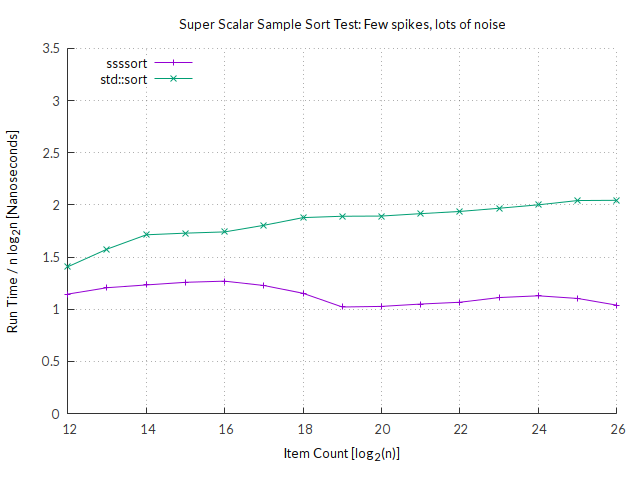 Super Scalar Sample Sort Test: Few spikes, lots of noise
ssssort
std::sort
3.5
3
2.5
2
1.5
1
0.5
0
Run Time / n log₂n [Nanoseconds]
12 14 16 18 20 22 24 26
Item Count [log₂(n)]